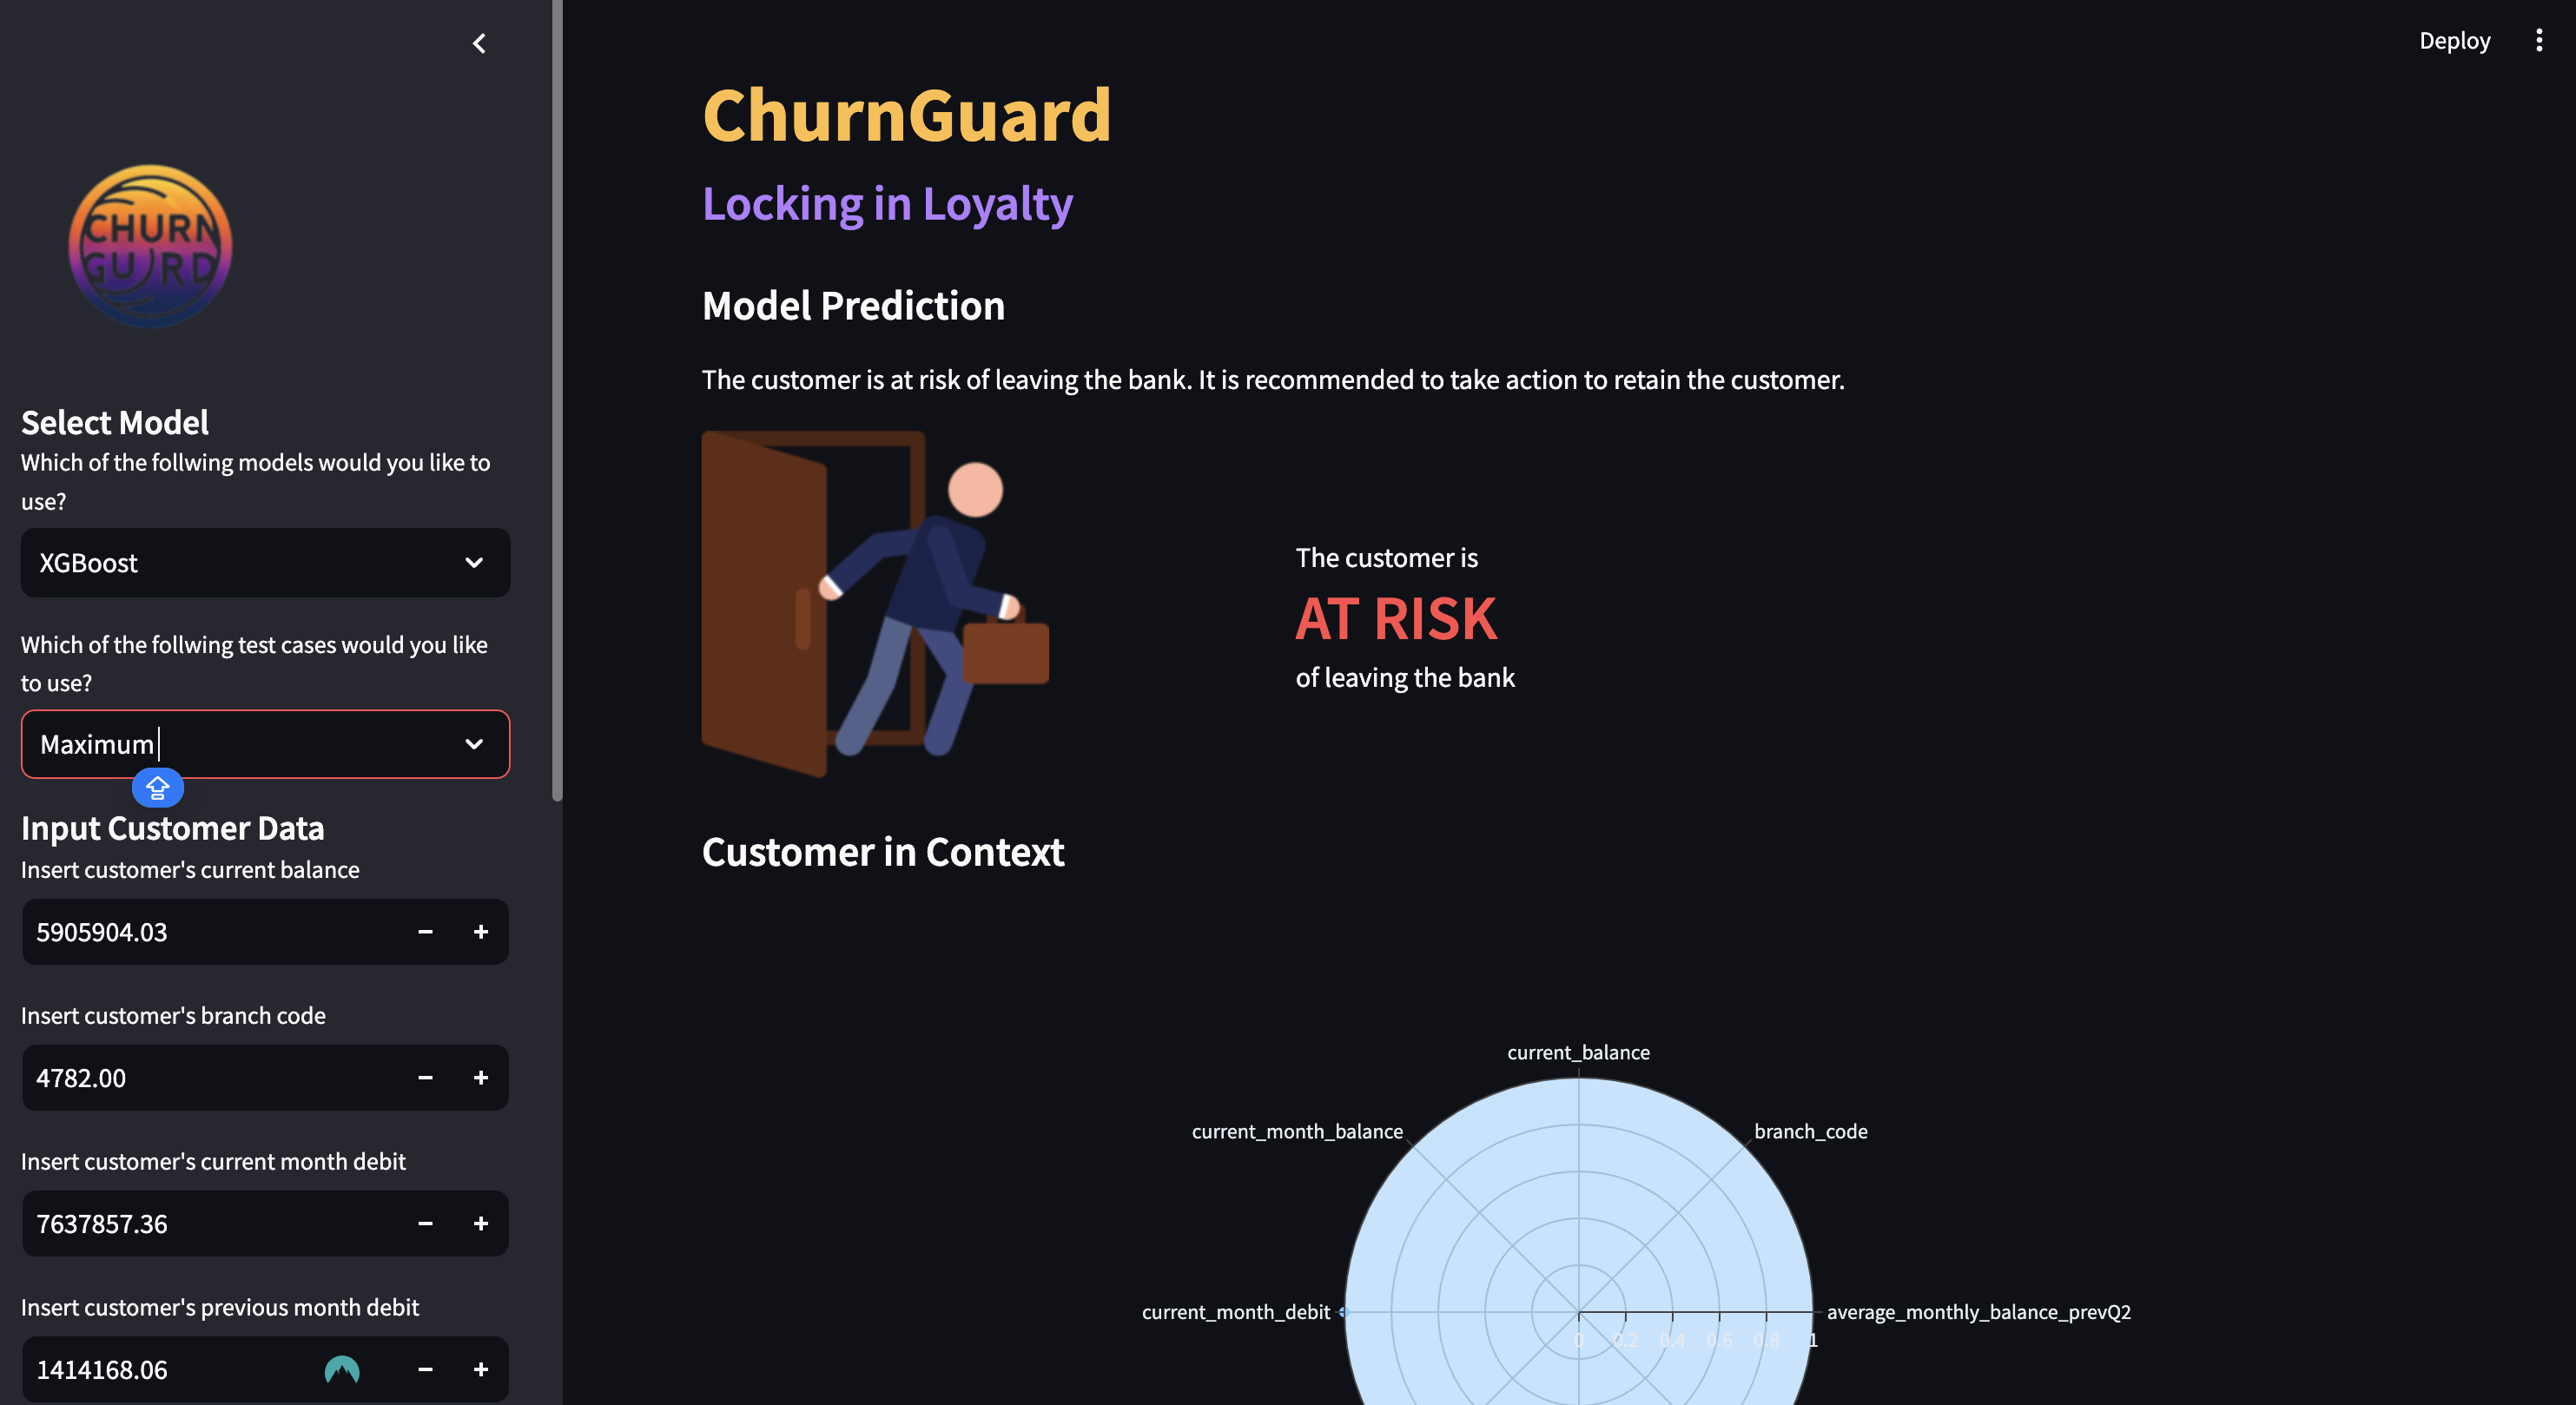 CHURN
GU RD
Select Model
Which of the follwing models would you like to
use?
XGBoost
Which of the follwing test cases would you like
to use?
Maximum
Input Customer Data
Insert customer's current balance
5905904.03
Insert customer's branch code
4782.00
Insert customer's current month debit
7637857.36
Insert customer's previous month debit
1414168.06
Deploy
ChurnGuard
Locking in Loyalty
Model Prediction
The customer is at risk of leaving the bank. It is recommended to take action to retain the customer.
The customer is
AT RISK
of leaving the bank
Customer in Context
current_balance
current_month_balance
branch_code
current_month_debit
average_monthly_balance_prevQ2
0 0.2 0.4 0.6 0.8 1